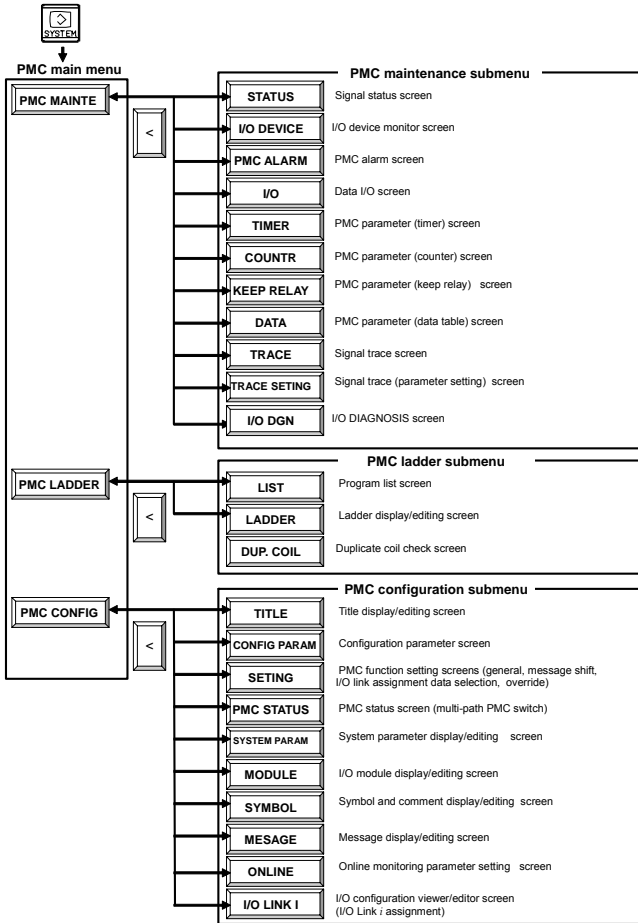 SYSTEM
PMC main menu
PMC MAINTE
<
PMC maintenance submenu
STATUS Signal status screen
I/O DEVICE I/O device monitor screen
PMC ALARM PMC alarm screen
I/O Data I/O screen
TIMER PMC parameter (timer) screen
COUNTR PMC parameter (counter) screen
KEEP RELAY PMC parameter (keep relay) screen
DATA PMC parameter (data table) screen
TRACE Signal trace screen
TRACE SETING Signal trace (parameter setting) screen
I/O DGN I/O DIAGNOSIS screen
PMC LADDER
<
PMC ladder submenu
LIST Program list screen
LADDER Ladder display/editing screen
DUP. COIL Duplicate coil check screen
PMC CONFIG
<
PMC configuration submenu
TITLE Title display/editing screen
CONFIG PARAM Configuration parameter screen
SETING PMC function setting screens (general, message shift,
I/O link assignment data selection, override)
PMC STATUS PMC status screen (multi-path PMC switch)
SYSTEM PARAM System parameter display/editing screen
MODULE I/O module display/editing screen
SYMBOL Symbol and comment display/editing screen
MESAGE Message display/editing screen
ONLINE Online monitoring parameter setting screen
I/O LINK I I/O configuration viewer/editor screen
(I/O Link i assignment)